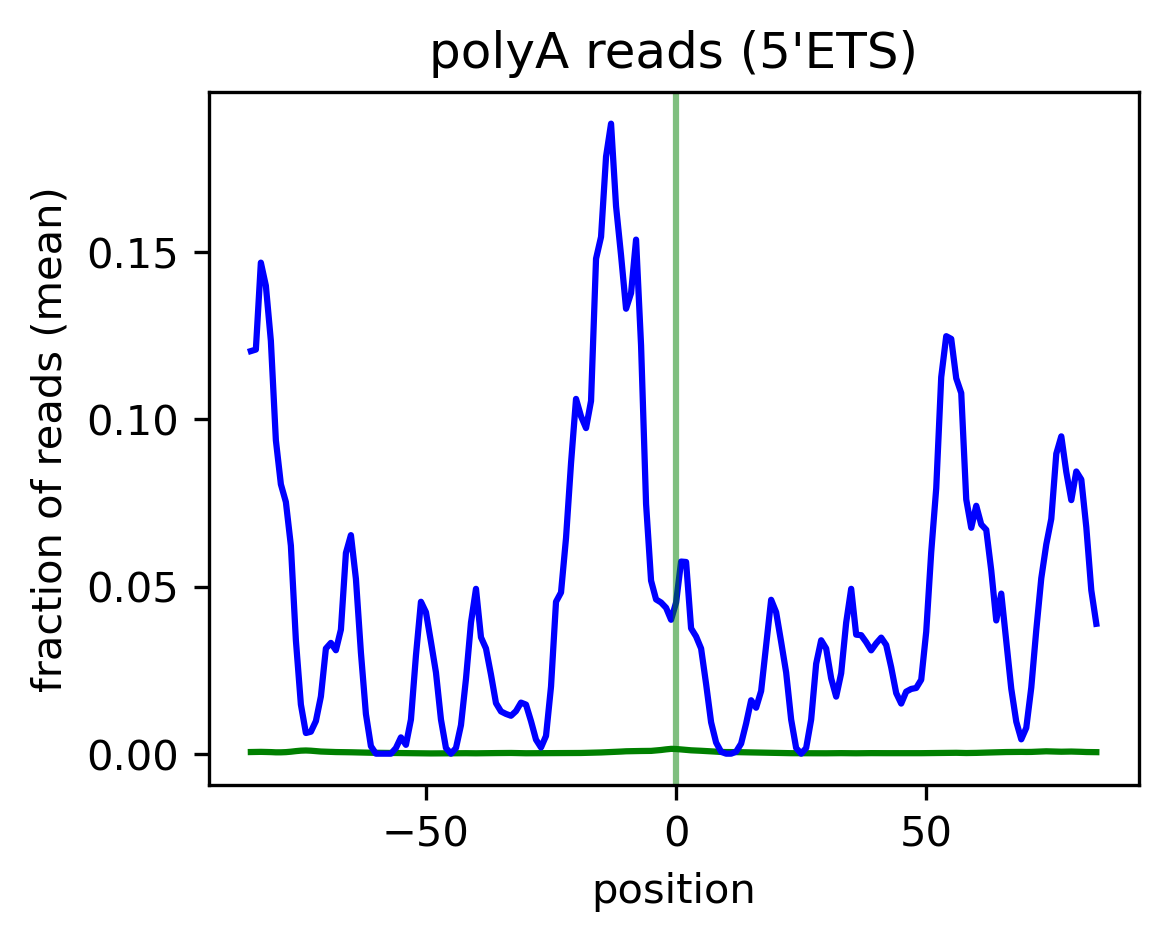 polyA reads (5'ETS)
fraction of reads (mean)
0.15
0.10
0.05
0.00
−50
0
50
position